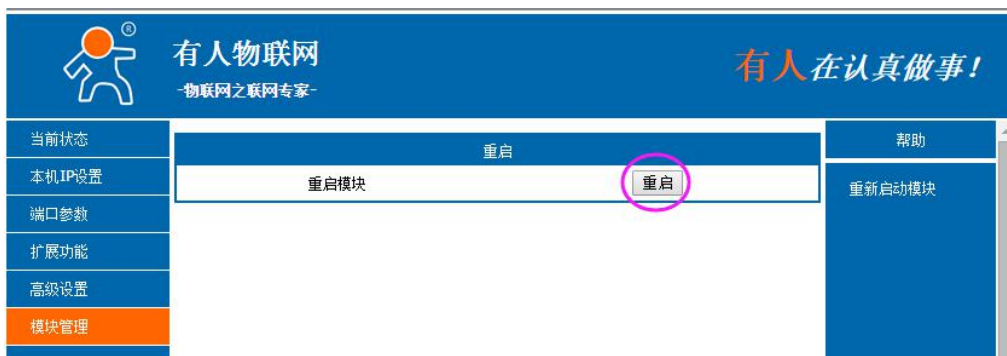 ®
有人物联网
-物联网之联网专家-
有人在认真做事!
当前状态
本机IP设置
端口参数
扩展功能
高级设置
模块管理
重启
重启模块
重启
帮助
重新启动模块